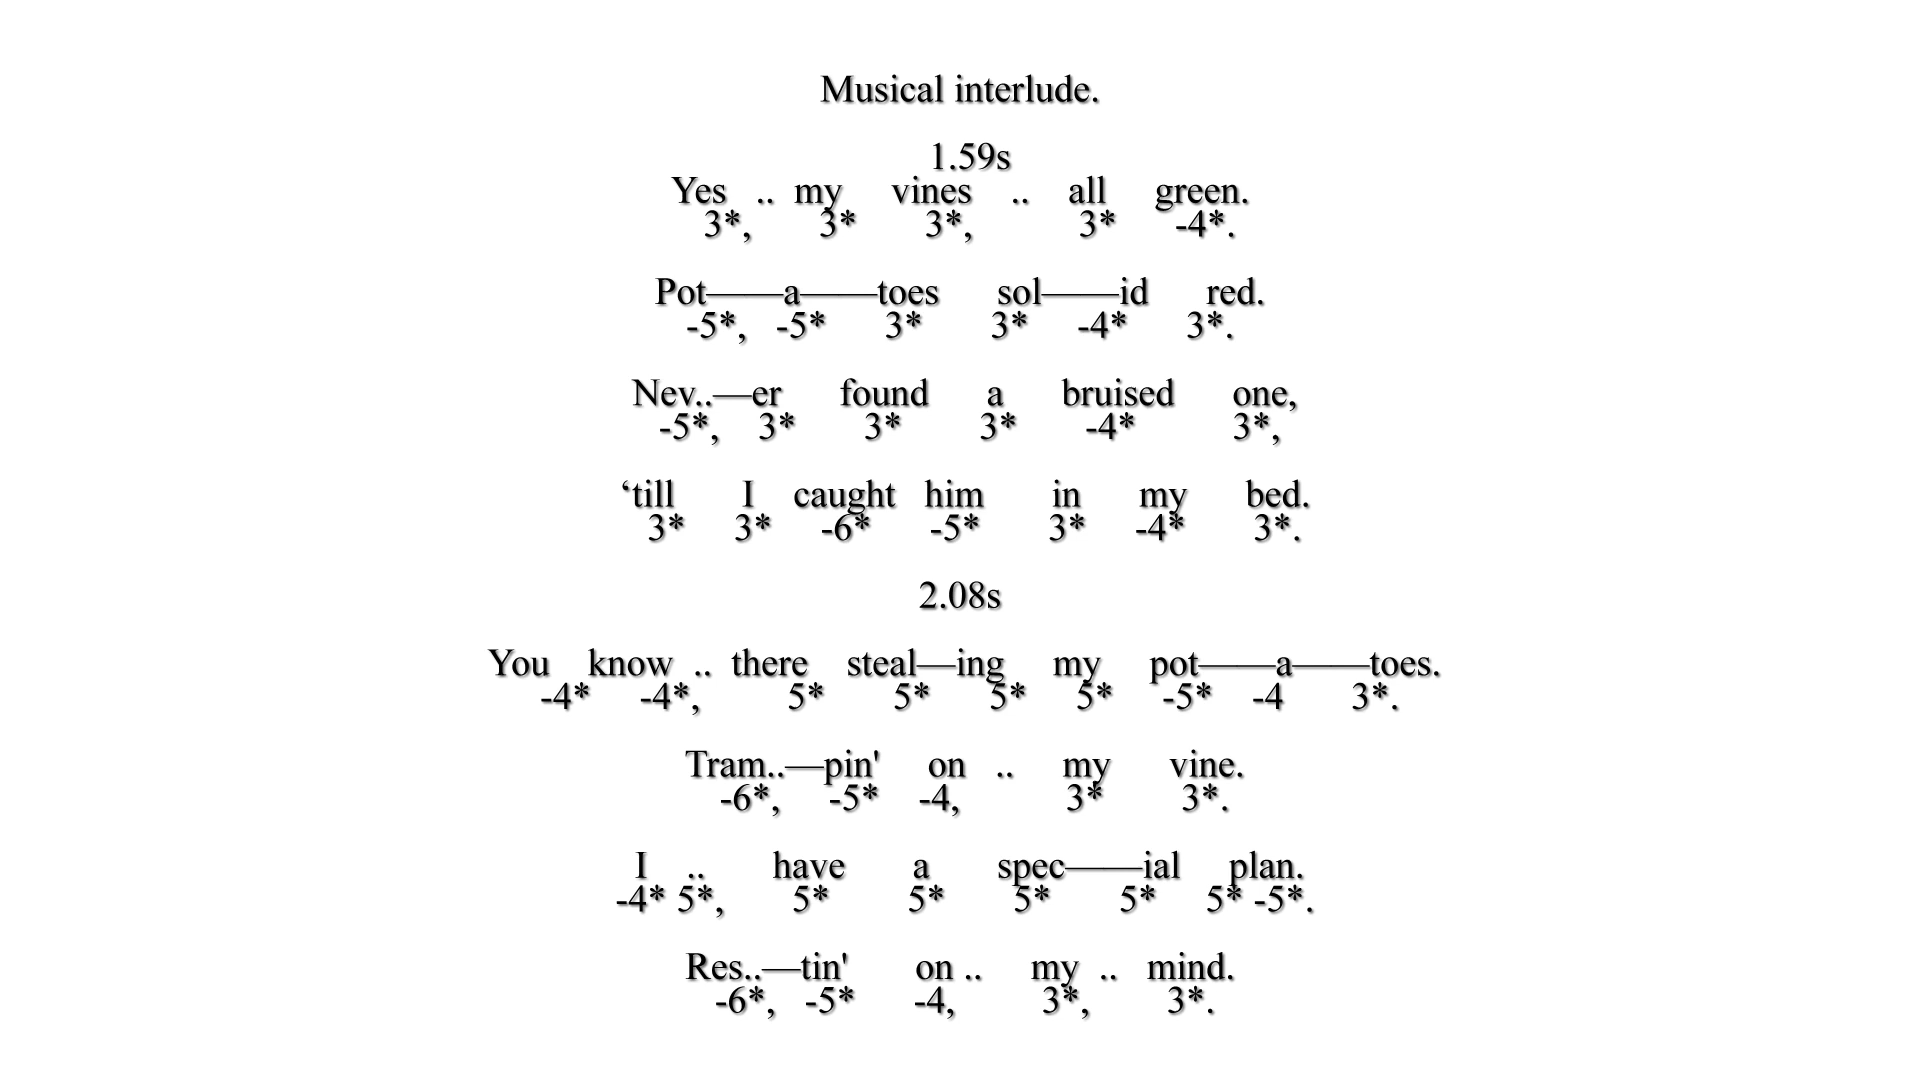 Musical interlude.
1.59s
Yes .. my vines .. all green.
3*, 3* 3*, 3* -4*.
Pot——a——toes sol——id red.
-5*, -5* 3* 3* -4* 3*.
Nev..—er found a bruised one,
-5*, 3* 3* 3* -4* 3*,
‘till I caught him in my bed.
3* 3* -6* -5* 3* -4* 3*.
2.08s
You know .. there steal—ing my pot——a——toes.
-4* -4*, 5* 5* 5* 5* -5* -4 3*.
Tram..—pin' on .. my vine.
-6*, -5* -4, 3* 3*.
I .. have a spec——ial plan.
-4* 5*, 5* 5* 5* 5* 5* -5*.
Res..—tin' on .. my .. mind.
-6*, -5* -4, 3*, 3*.